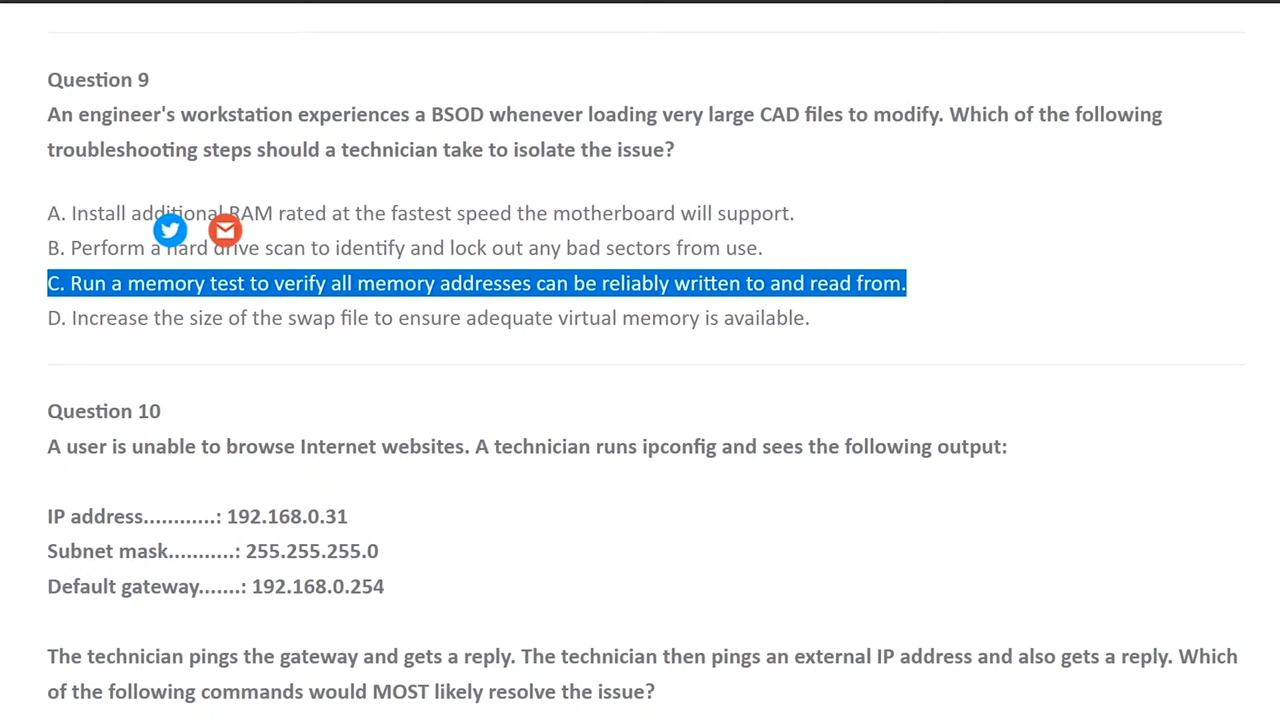 Question 9
An engineer's workstation experiences a BSOD whenever loading very large CAD files to modify. Which of the following
troubleshooting steps should a technician take to isolate the issue?
A. Install additional RAM rated at the fastest speed the motherboard will support.
B. Perform a hard drive scan to identify and lock out any bad sectors from use.
C. Run a memory test to verify all memory addresses can be reliably written to and read from.
D. Increase the size of the swap file to ensure adequate virtual memory is available.
Question 10
A user is unable to browse Internet websites. A technician runs ipconfig and sees the following output:
IP address............: 192.168.0.31
Subnet mask...........: 255.255.255.0
Default gateway.......: 192.168.0.254
The technician pings the gateway and gets a reply. The technician then pings an external IP address and also gets a reply. Which
of the following commands would MOST likely resolve the issue?